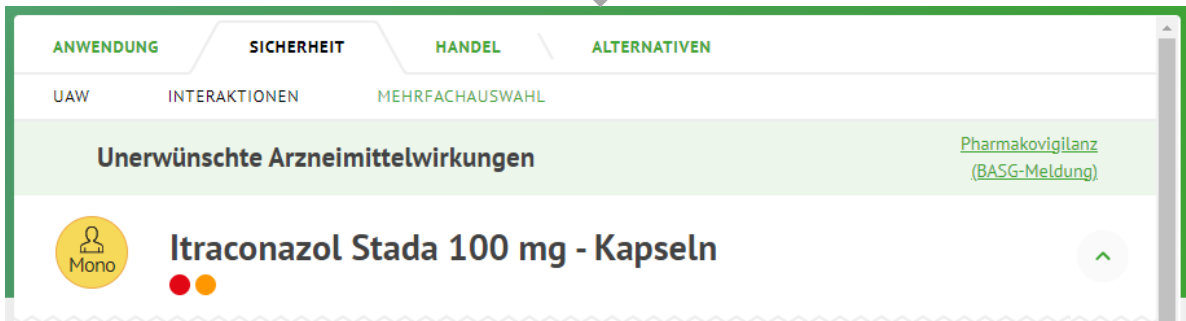 ANWENDUNG SICHERHEIT HANDEL ALTERNATIVEN
UAW INTERAKTIONEN MEHRFACHAUSWAHL
Unerwünschte Arzneimittelwirkungen
Pharmakovigilanz
(BASG-Meldung)
Mono
Itraconazol Stada 100 mg - Kapseln